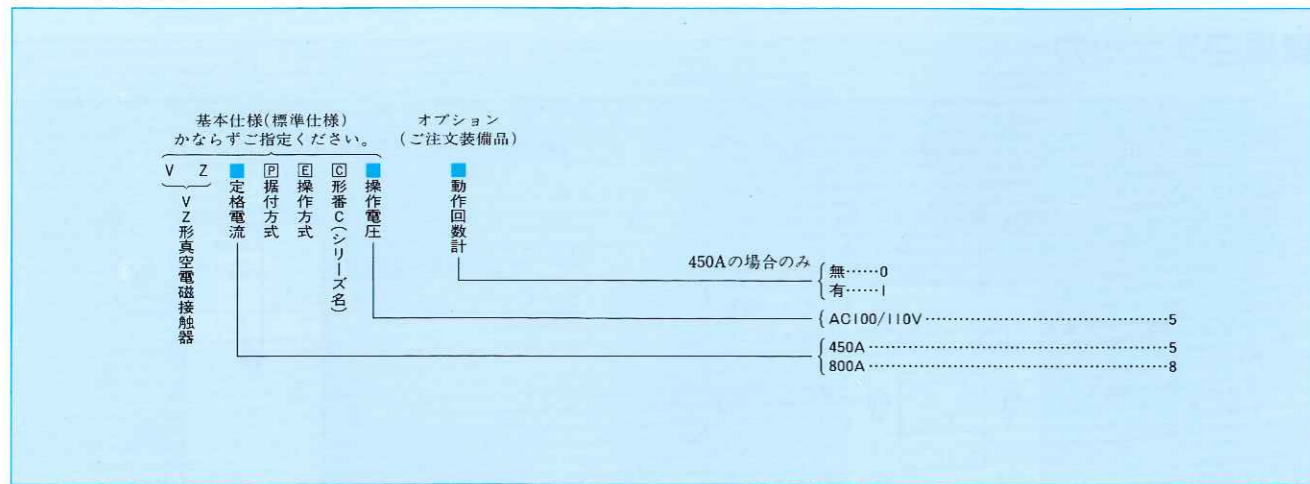 基本仕様(標準仕様)
かならずご指定ください。
オプション
(ご注文装備品)
V Z ■ P E C ■ ■
VZ形真空電磁接触器
定格電流
据付方式
操作方式
形番C(シリーズ名)
操作電圧
動作回数計
450Aの場合のみ
無……0
有……1
AC100/110V……………………………………5
450A……………………………………………5
800A……………………………………………8